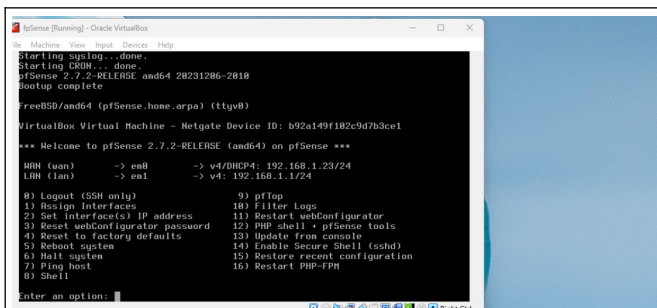 fpSense [Running] - Oracle VirtualBox
File Machine View Input Devices Help
Starting syslog...done.
Starting CRON... done.
pfSense 2.7.2-RELEASE amd64 20231206-2010
Bootup complete
FreeBSD/amd64 (pfSense.home.arpa) (ttyv0)
VirtualBox Virtual Machine - Netgate Device ID: b92a149f102c9d7b3ce1
*** Welcome to pfSense 2.7.2-RELEASE (amd64) on pfSense ***
WAN (wan) -> em0 -> v4/DHCP4: 192.168.1.23/24
LAN (lan) -> em1 -> v4: 192.168.1.1/24
0) Logout (SSH only) 9) pfTop
1) Assign Interfaces 10) Filter Logs
2) Set interface(s) IP address 11) Restart webConfigurator
3) Reset webConfigurator password 12) PHP shell + pfSense tools
4) Reset to factory defaults 13) Update from console
5) Reboot system 14) Enable Secure Shell (sshd)
6) Halt system 15) Restore recent configuration
7) Ping host 16) Restart PHP-FPM
8) Shell
Enter an option:
Right Ctrl